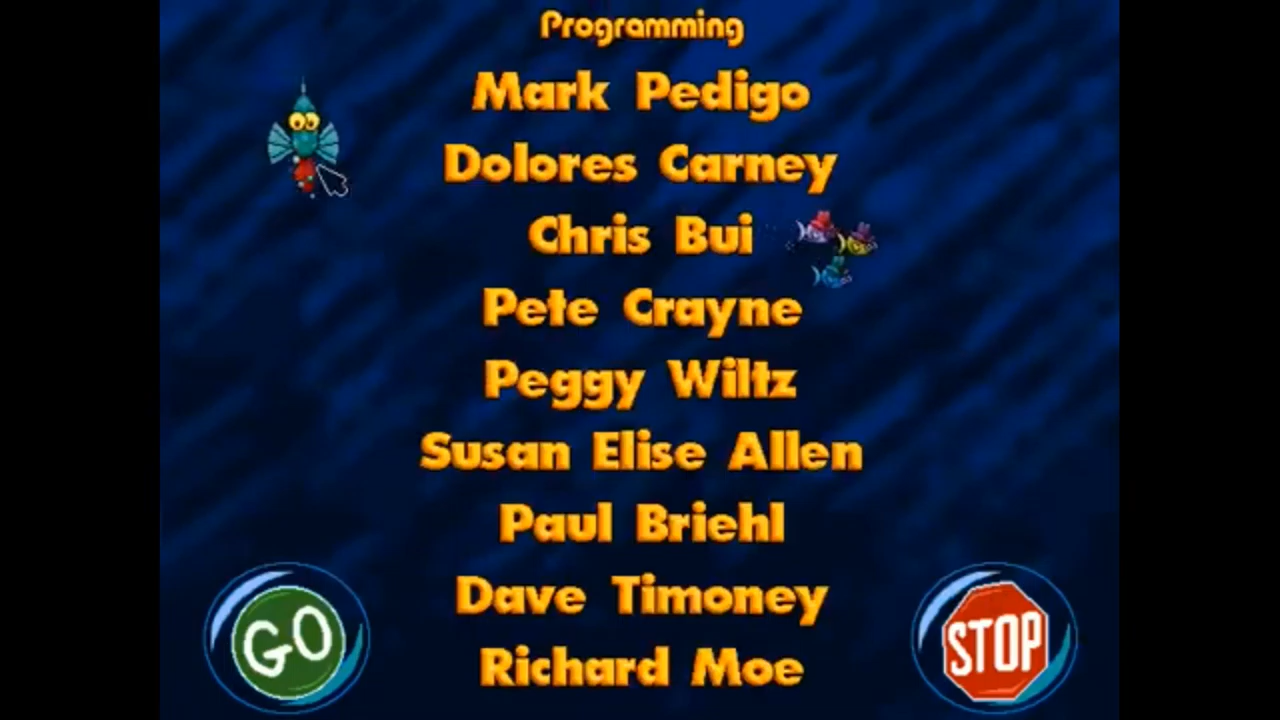 Programming
Mark Pedigo
Dolores Carney
Chris Bui
Pete Crayne
Peggy Wiltz
Susan Elise Allen
Paul Briehl
Dave Timoney
Richard Moe
GO
STOP